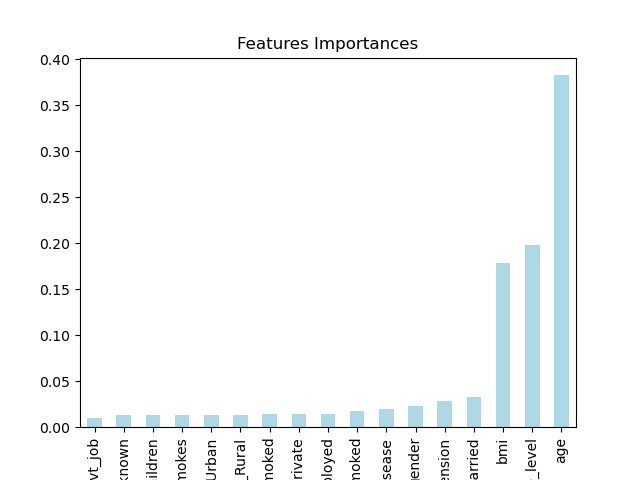 Features Importances
0.40
0.35
0.30
0.25
0.20
0.15
0.10
0.05
0.00
vt_job
known
ildren
mokes
Urban
_Rural
moked
rivate
ployed
moked
sease
gender
ension
arried
bmi
_level
age